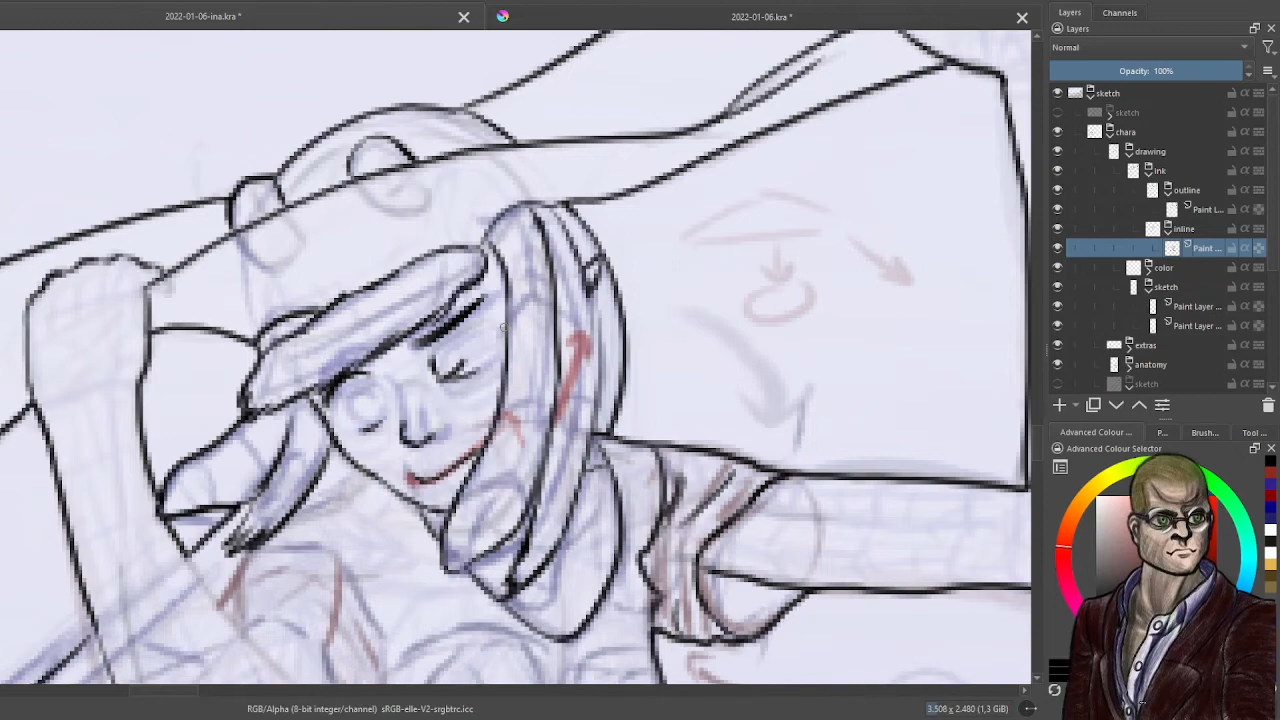 2022-01-06-ina.kra *
2022-01-06.kra *
Layers
Channels
Layers
Normal
Opacity: 100%
sketch
sketch
chara
drawing
ink
outline
Paint L...
inline
Paint ...
color
sketch
Paint Layer ...
Paint Layer ...
extras
anatomy
sketch
Advanced Colour ...
P...
Brush...
Tool ...
Advanced Colour Selector
RGB/Alpha (8-bit integer/channel) sRGB-elle-V2-srgbtrc.icc
3.508 x 2.480 (1,3 GiB)